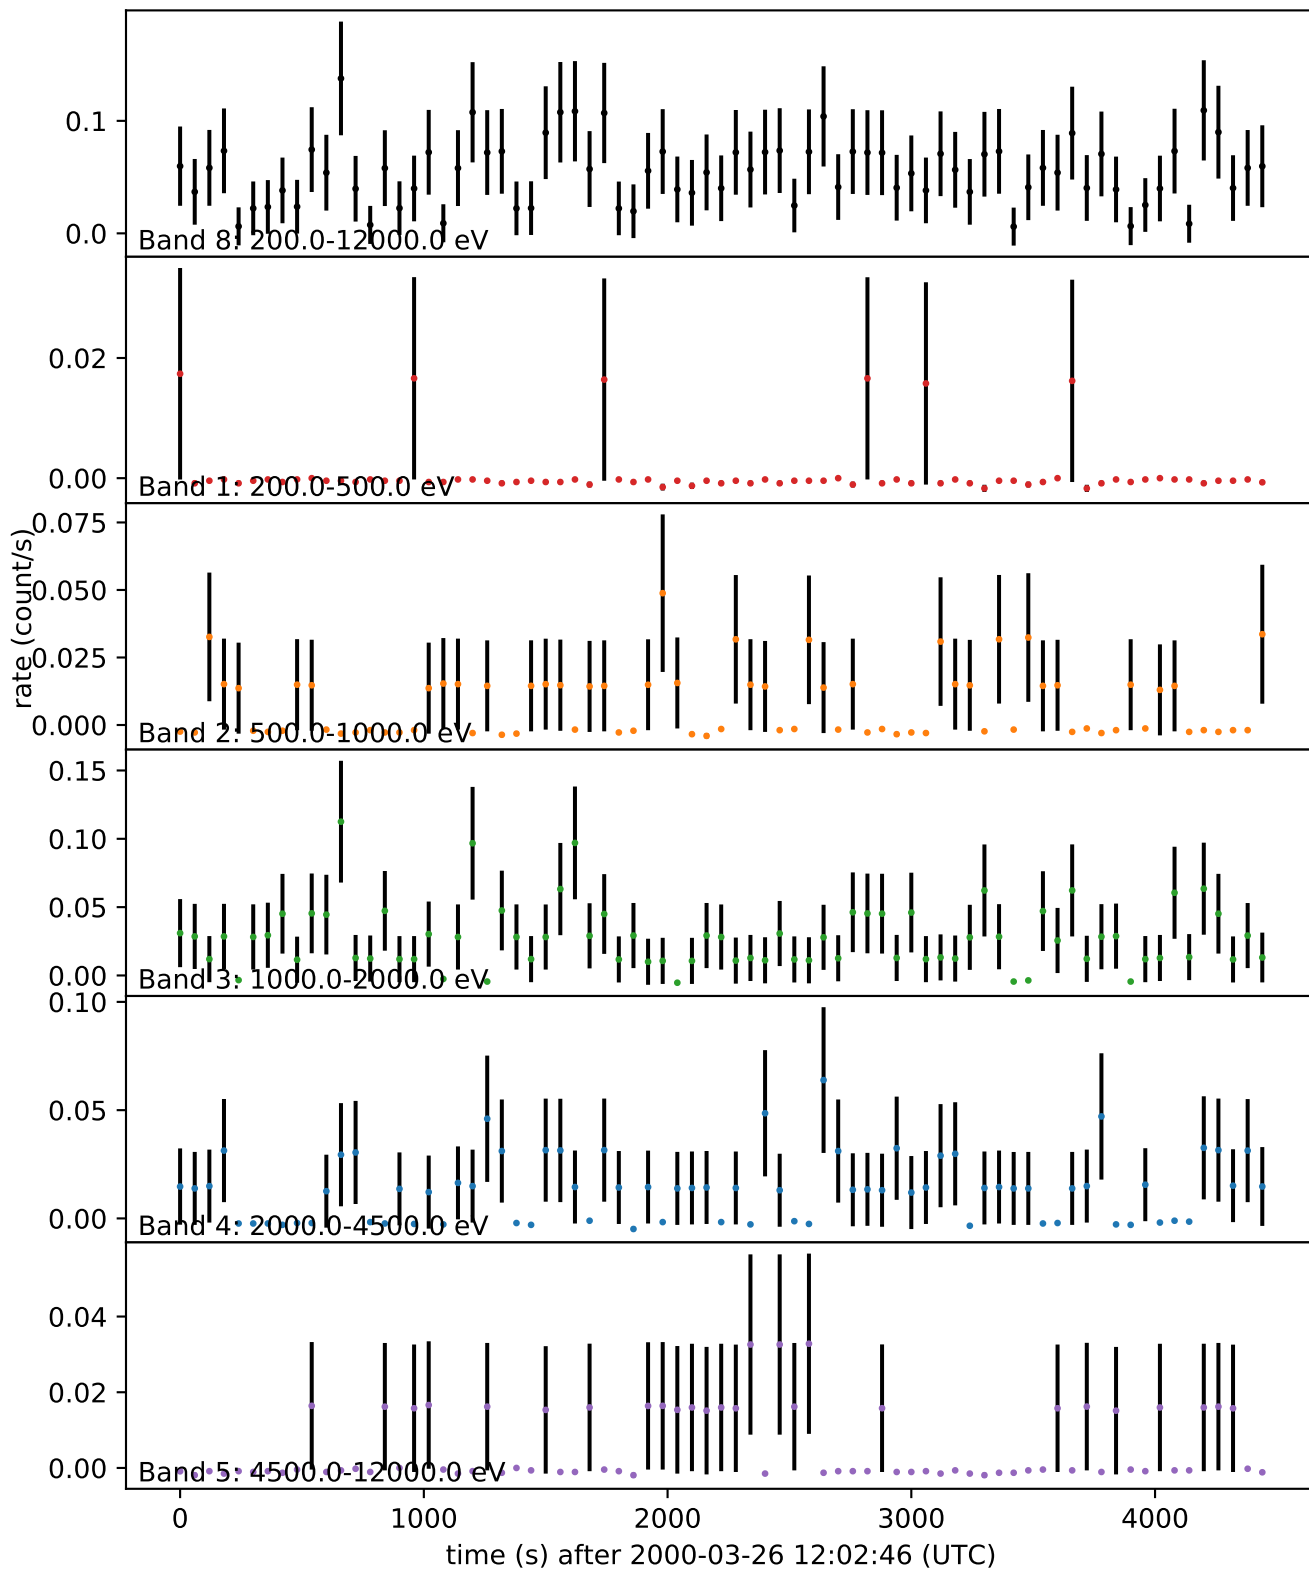 0.1
0.0
Band 8: 200.0-12000.0 eV
0.02
0.00
Band 1: 200.0-500.0 eV
rate (count/s)
0.075
0.050
0.025
0.000
Band 2: 500.0-1000.0 eV
0.15
0.10
0.05
0.00
Band 3: 1000.0-2000.0 eV
0.10
0.05
0.00
Band 4: 2000.0-4500.0 eV
0.04
0.02
0.00
Band 5: 4500.0-12000.0 eV
0 1000 2000 3000 4000
time (s) after 2000-03-26 12:02:46 (UTC)